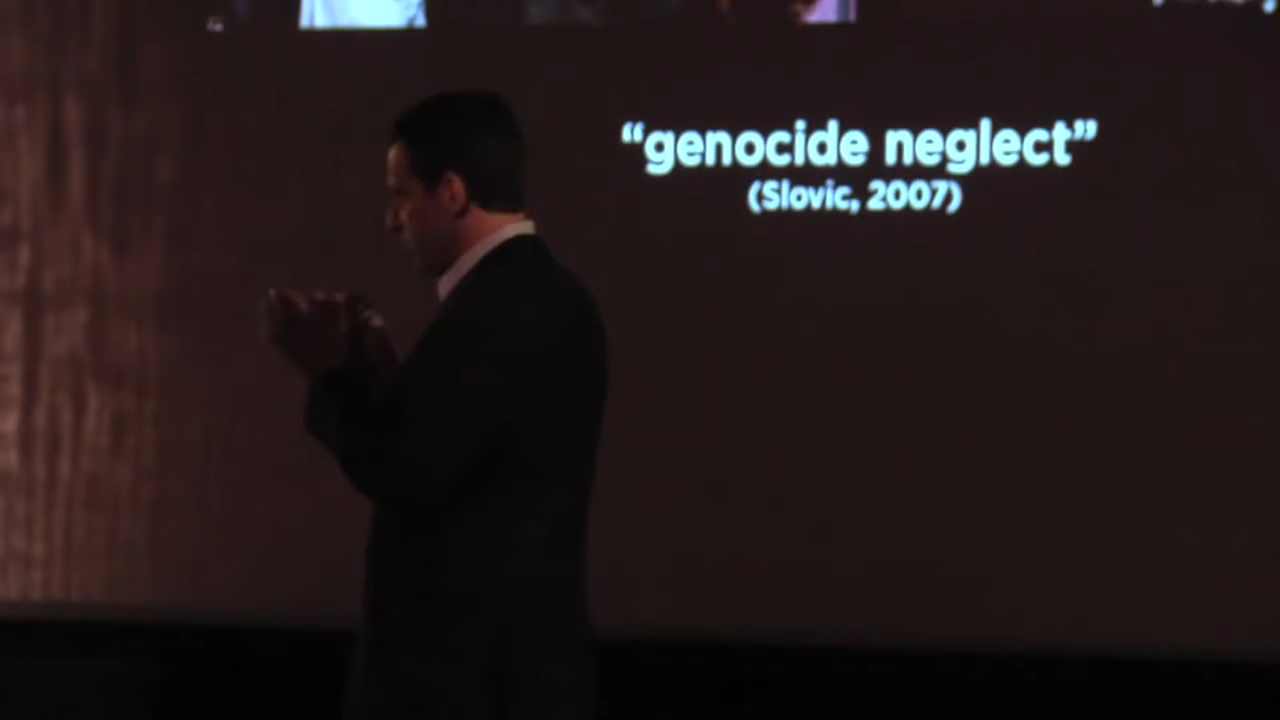 “genocide neglect”
(Slovic, 2007)